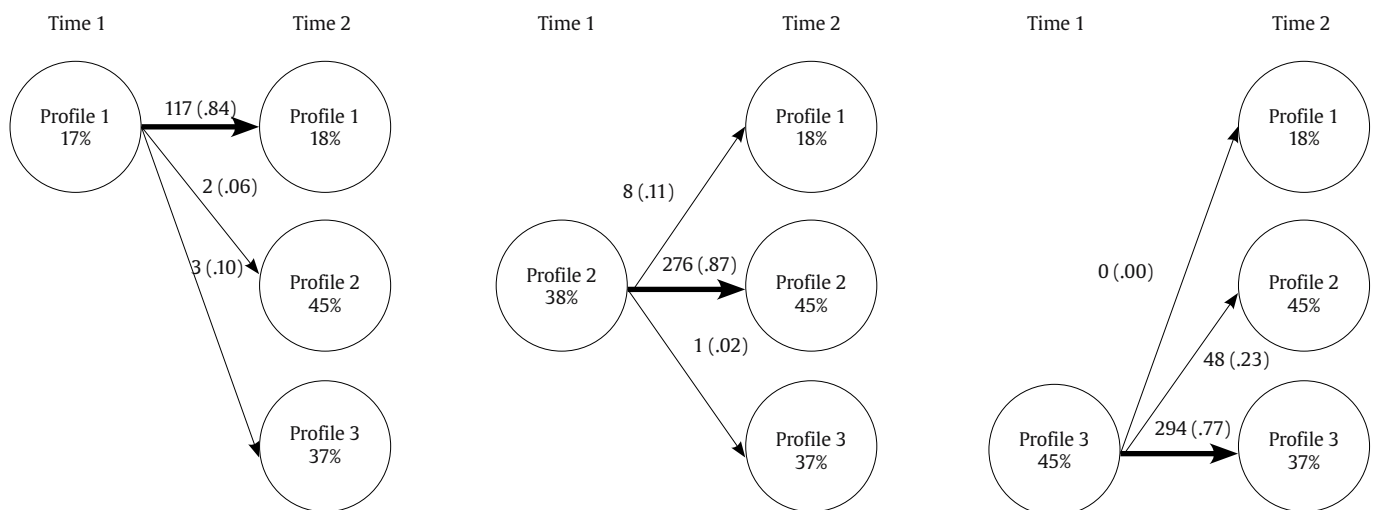 Time 1
Time 2
Profile 1
17%
117 (.84)
2 (.06)
3 (.10)
Profile 1
18%
Profile 2
45%
Profile 3
37%
Time 1
Time 2
Profile 2
38%
8 (.11)
276 (.87)
1 (.02)
Profile 1
18%
Profile 2
45%
Profile 3
37%
Time 1
Time 2
Profile 3
45%
0 (.00)
48 (.23)
294 (.77)
Profile 1
18%
Profile 2
45%
Profile 3
37%